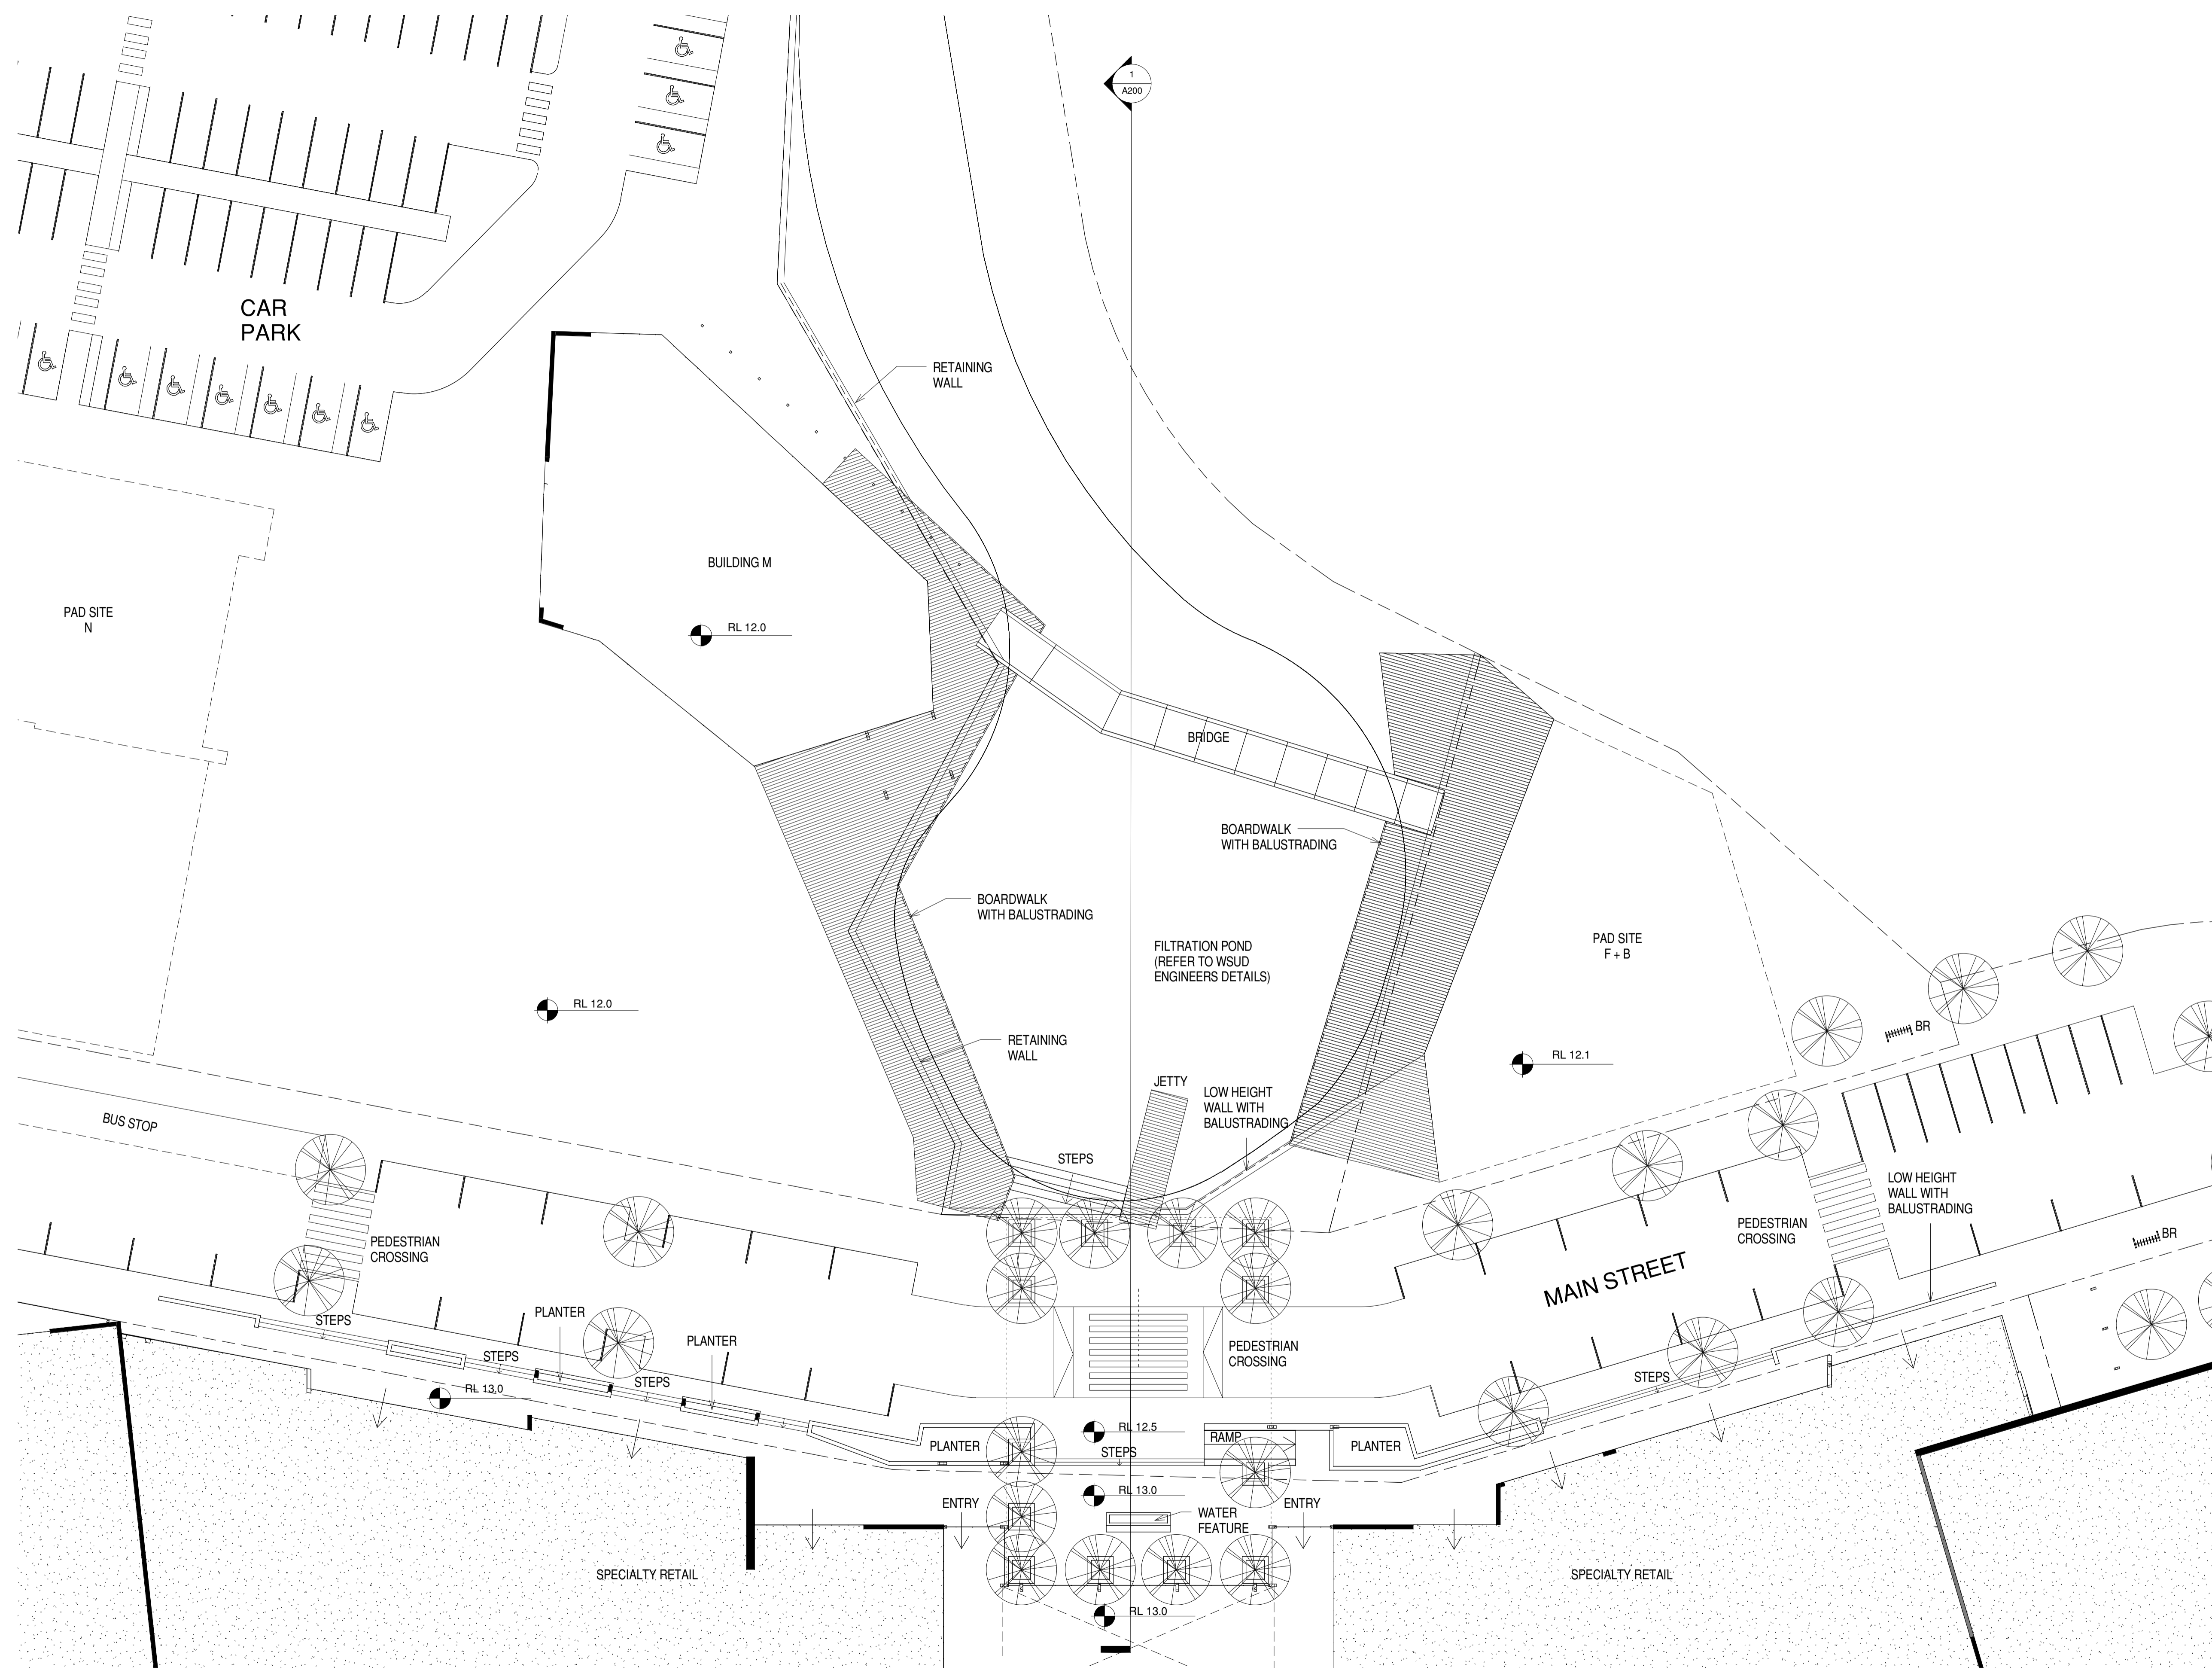 1
A200
CAR
PARK
RETAINING
WALL
BUILDING M
PAD SITE
N
RL 12.0
BRIDGE
BOARDWALK
WITH BALUSTRADING
BOARDWALK
WITH BALUSTRADING
FILTRATION POND
(REFER TO WSUD
ENGINEERS DETAILS)
PAD SITE
F + B
RL 12.0
RETAINING
WALL
BR
RL 12.1
JETTY
LOW HEIGHT
WALL WITH
BALUSTRADING
BUS STOP
STEPS
LOW HEIGHT
WALL WITH
BALUSTRADING
PEDESTRIAN
CROSSING
PEDESTRIAN
CROSSING
BR
MAIN STREET
STEPS
PLANTER
PLANTER
STEPS
STEPS
RL 13.0
PEDESTRIAN
CROSSING
STEPS
RL 12.5
STEPS
PLANTER
RAMP
PLANTER
RL 13.0
ENTRY
WATER
FEATURE
ENTRY
SPECIALTY RETAIL
SPECIALTY RETAIL
RL 13.0